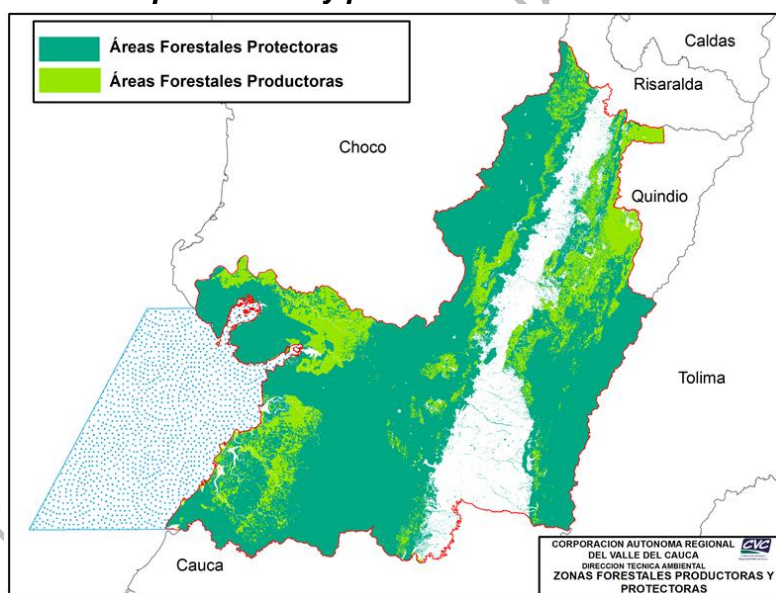 Áreas Forestales Protectoras
Áreas Forestales Productoras
Caldas
Risaralda
Choco
Quindio
Tolima
Cauca
CORPORACION AUTONOMA REGIONAL
DEL VALLE DEL CAUCA
DIRECCION TECNICA AMBIENTAL
ZONAS FORESTALES PRODUCTORAS Y
PROTECTORAS
CVC